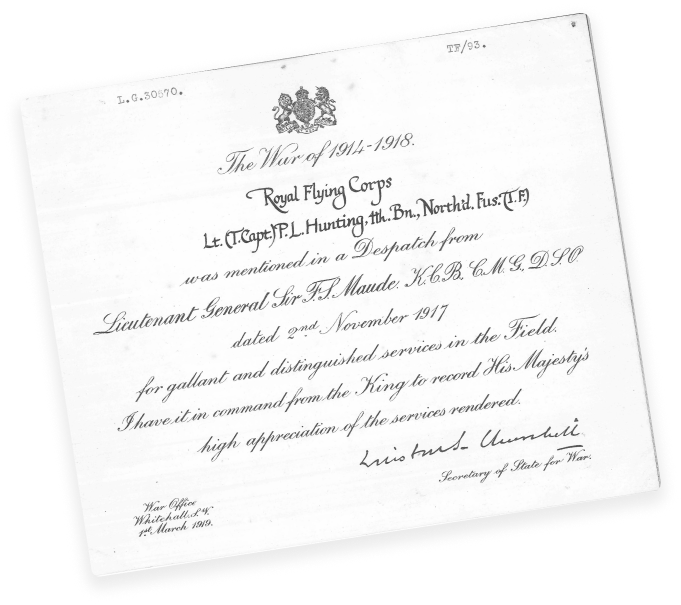 L.G.30570.
TF/93.
The War of 1914-1918.
Royal Flying Corps
Lt. (T.Capt.) P.L. Hunting, 4th. Bn., North'd. Fus: (T.F.)
was mentioned in a Despatch from
Lieutenant General Sir F.S. Maude, K.C.B. C.M.G. D.S.O.
dated 2nd November 1917
for gallant and distinguished services in the Field.
I have it in command from the King to record His Majesty's
high appreciation of the services rendered.
Winston S Churchill
Secretary of State for War.
War Office
Whitehall, S.W.
1st March 1919.